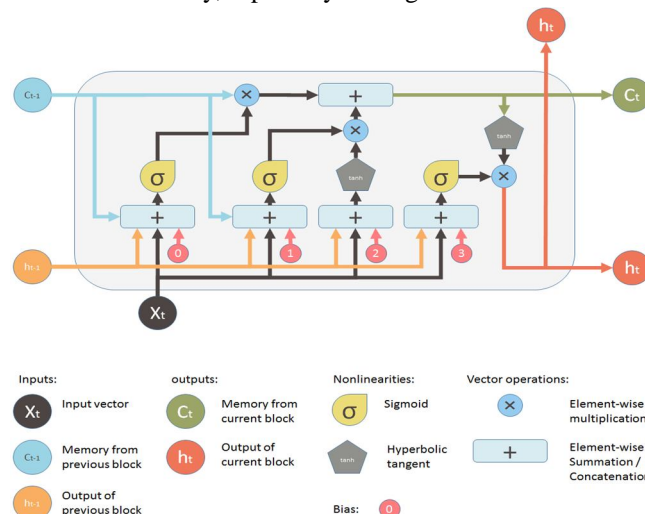 ht
Ct-1
×
+
Ct
tanh
×
σ
σ
tanh
σ
×
+
+
+
+
0
1
2
3
ht-1
ht
Xt
Inputs:
outputs:
Nonlinearities:
Vector operations:
Xt
Input vector
Ct
Memory from
current block
σ
Sigmoid
×
Element-wise
multiplication
Ct-1
Memory from
previous block
ht
Output of
current block
tanh
Hyperbolic
tangent
+
Element-wise
Summation /
Concatenation
ht-1
Output of
previous block
Bias:
0